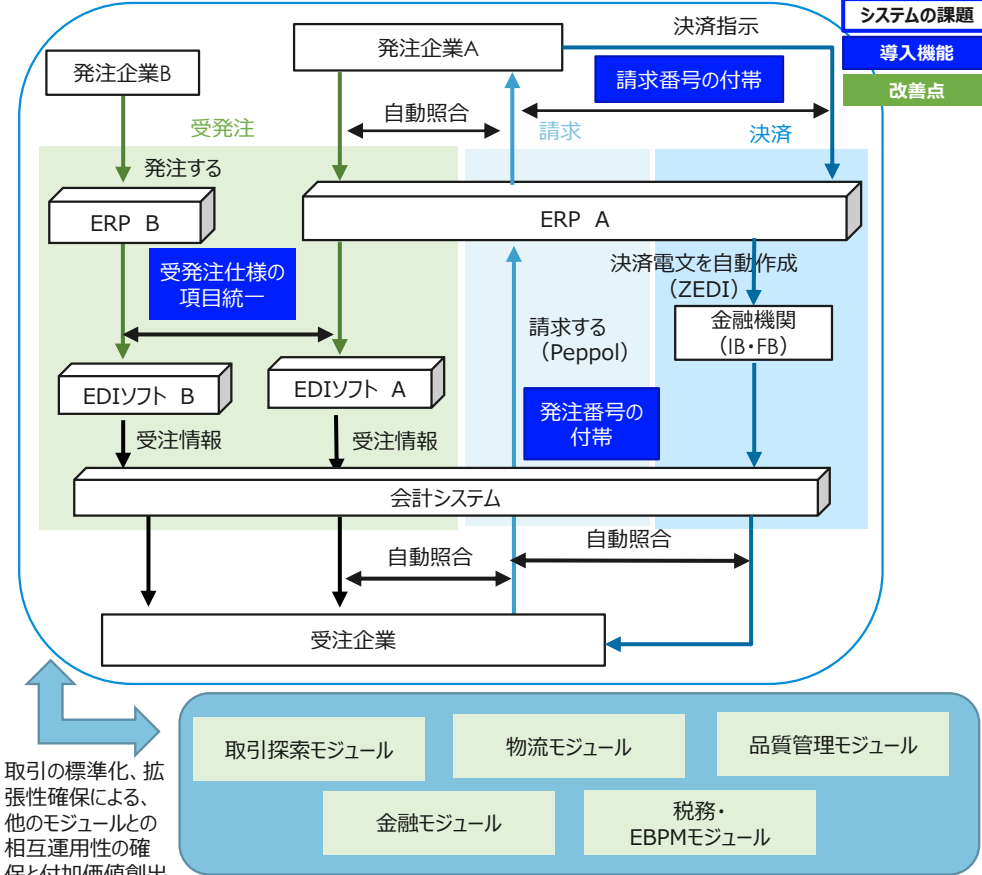 システムの課題
導入機能
改善点
決済指示
発注企業A
発注企業B
請求番号の付帯
自動照合
受発注
請求
決済
発注する
ERP B
ERP A
受発注仕様の
項目統一
決済電文を自動作成
（ZEDI）
金融機関
（IB・FB）
請求する
（Peppol）
EDIソフト B
EDIソフト A
発注番号の
付帯
受注情報
受注情報
会計システム
自動照合
自動照合
受注企業
取引探索モジュール
物流モジュール
品質管理モジュール
金融モジュール
税務・
EBPMモジュール
取引の標準化、拡
張性確保による、
他のモジュールとの
相互運用性の確
保と付加価値創出